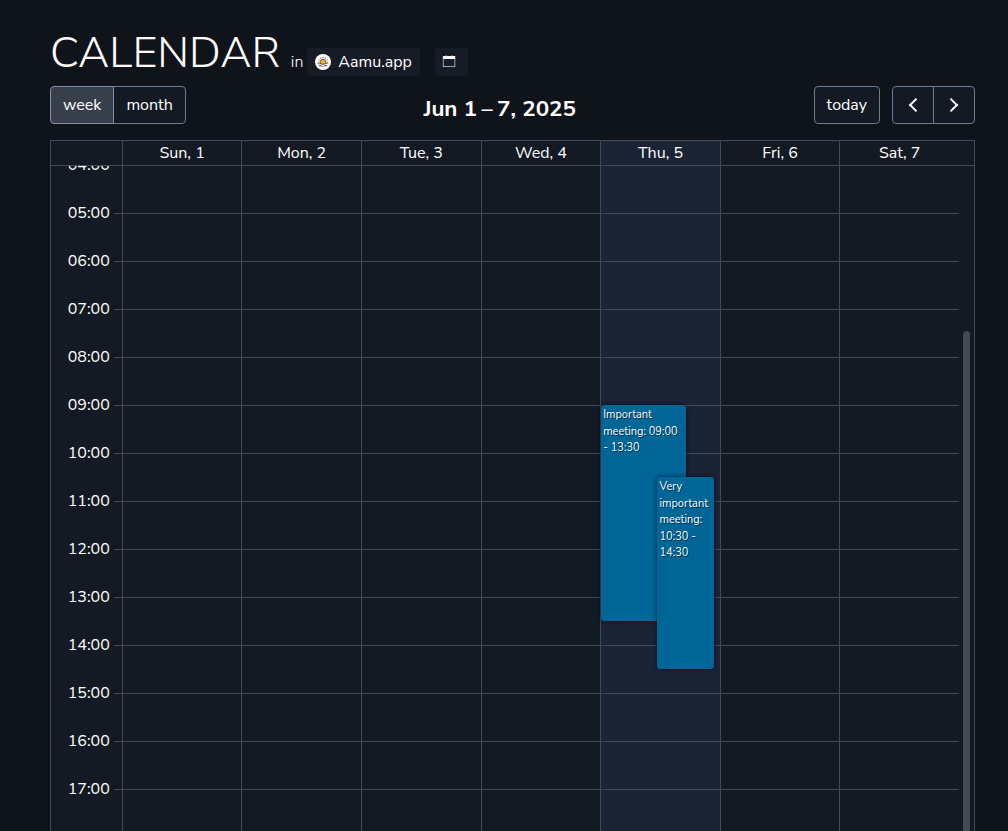 CALENDAR in Aamu.app
week month
Jun 1 – 7, 2025
today
Sun, 1 Mon, 2 Tue, 3 Wed, 4 Thu, 5 Fri, 6 Sat, 7
04:00
05:00
06:00
07:00
08:00
09:00
Important
meeting: 09:00
- 13:30
10:00
Very
important
meeting:
10:30 -
14:30
11:00
12:00
13:00
14:00
15:00
16:00
17:00